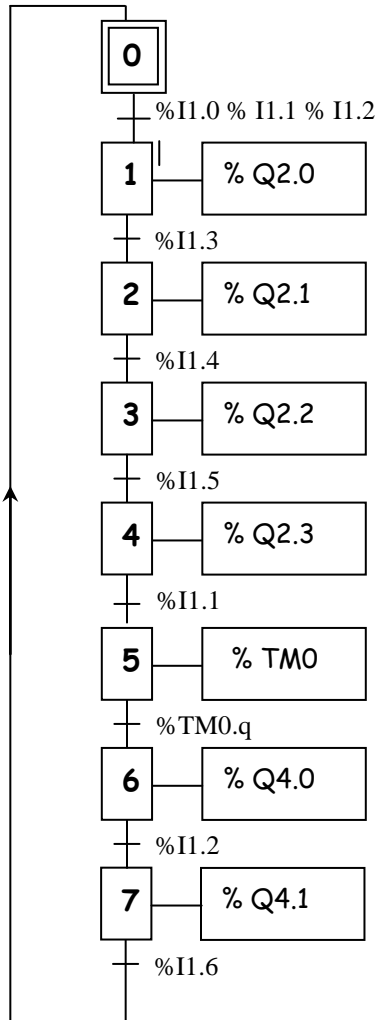 0
%I1.0 % I1.1 % I1.2
1 % Q2.0
%I1.3
2 % Q2.1
%I1.4
3 % Q2.2
%I1.5
4 % Q2.3
%I1.1
5 % TM0
%TM0.q
6 % Q4.0
%I1.2
7 % Q4.1
%I1.6